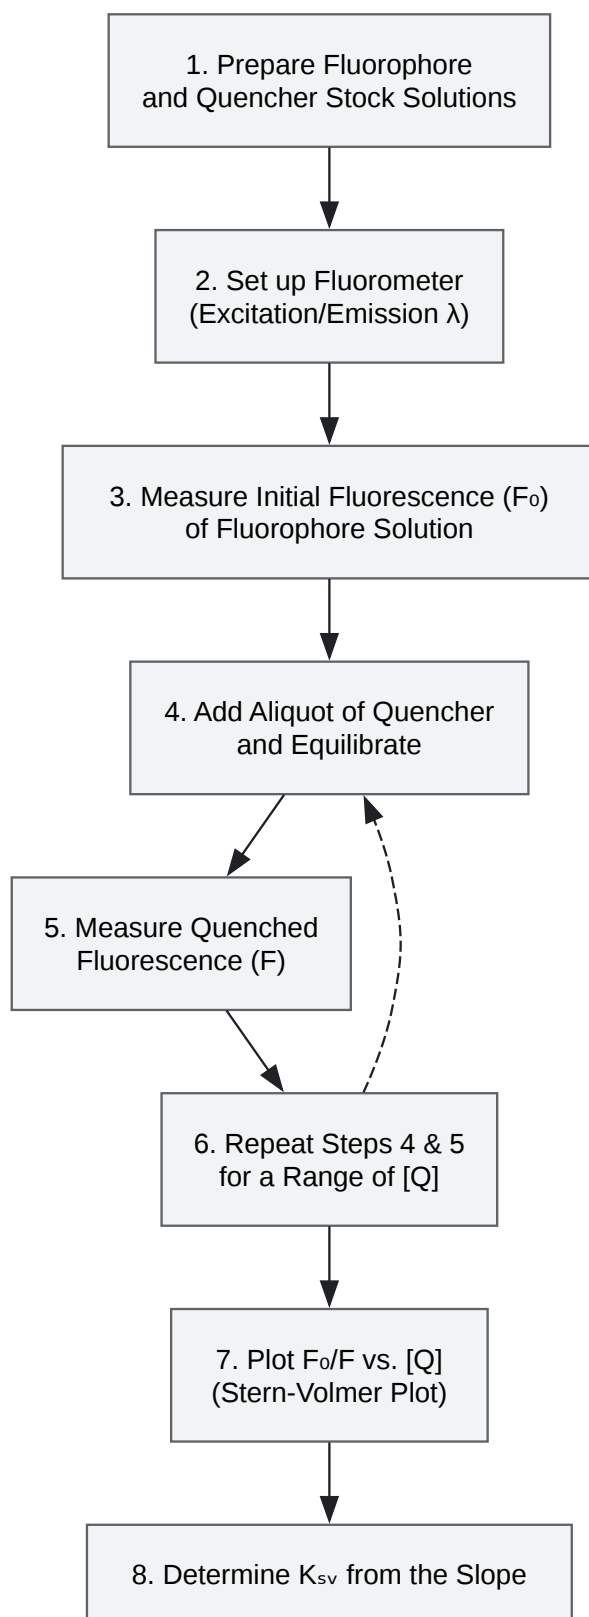 1. Prepare Fluorophore
and Quencher Stock Solutions
2. Set up Fluorometer
(Excitation/Emission λ)
3. Measure Initial Fluorescence (F₀)
of Fluorophore Solution
4. Add Aliquot of Quencher
and Equilibrate
5. Measure Quenched
Fluorescence (F)
6. Repeat Steps 4 & 5
for a Range of [Q]
7. Plot F₀/F vs. [Q]
(Stern-Volmer Plot)
8. Determine Kₛᵥ from the Slope